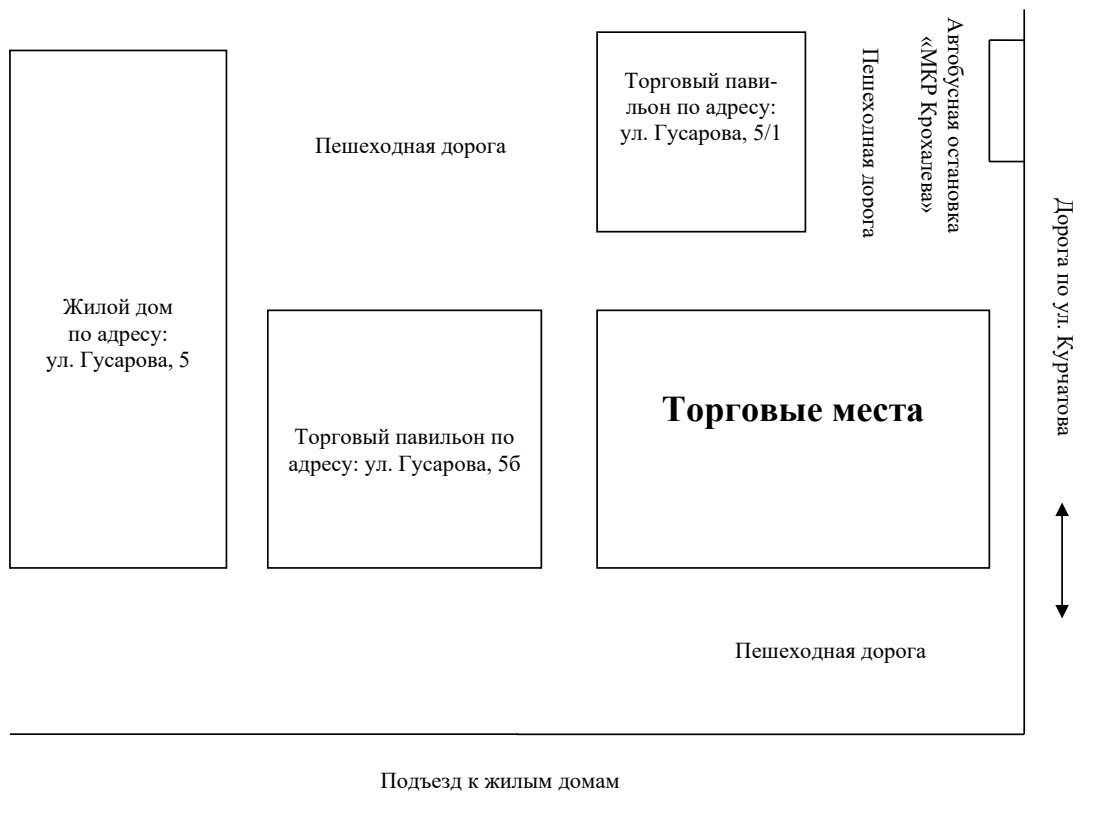 Торговый пави-
льон по адресу:
ул. Гусарова, 5/1
Пешеходная дорога
Пешеходная дорога
Автобусная остановка
«МКР Крохалева»
Дорога по ул. Курчатова
Жилой дом
по адресу:
ул. Гусарова, 5
Торговые места
Торговый павильон по
адресу: ул. Гусарова, 5б
Пешеходная дорога
Подъезд к жилым домам